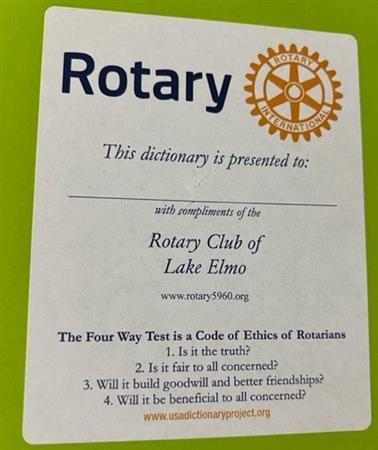 Rotary
ROTARY
INTERNATIONAL
This dictionary is presented to:
with compliments of the
Rotary Club of
Lake Elmo
www.rotary5960.org
The Four Way Test is a Code of Ethics of Rotarians
1. Is it the truth?
2. Is it fair to all concerned?
3. Will it build goodwill and better friendships?
4. Will it be beneficial to all concerned?
www.usadictionaryproject.org